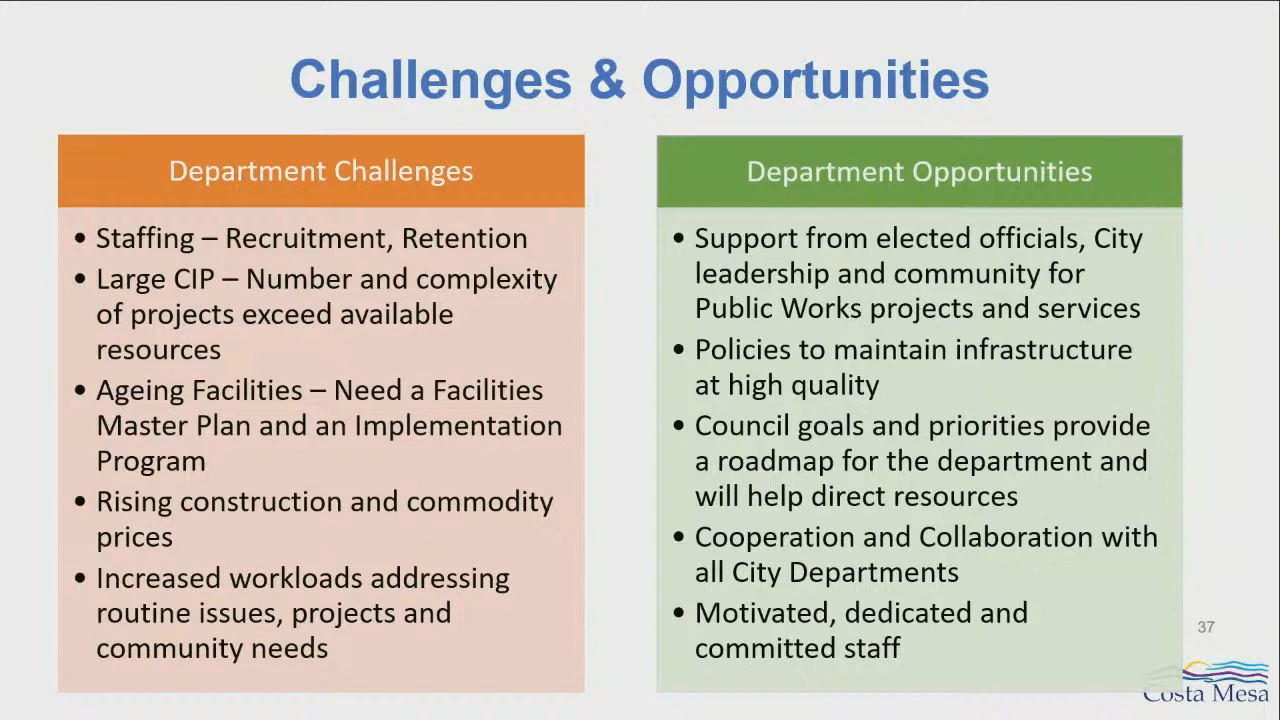 Challenges & Opportunities
Department Challenges
• Staffing – Recruitment, Retention
• Large CIP – Number and complexity
of projects exceed available
resources
• Ageing Facilities – Need a Facilities
Master Plan and an Implementation
Program
• Rising construction and commodity
prices
• Increased workloads addressing
routine issues, projects and
community needs
Department Opportunities
• Support from elected officials, City
leadership and community for
Public Works projects and services
• Policies to maintain infrastructure
at high quality
• Council goals and priorities provide
a roadmap for the department and
will help direct resources
• Cooperation and Collaboration with
all City Departments
• Motivated, dedicated and
committed staff
37
Costa Mesa